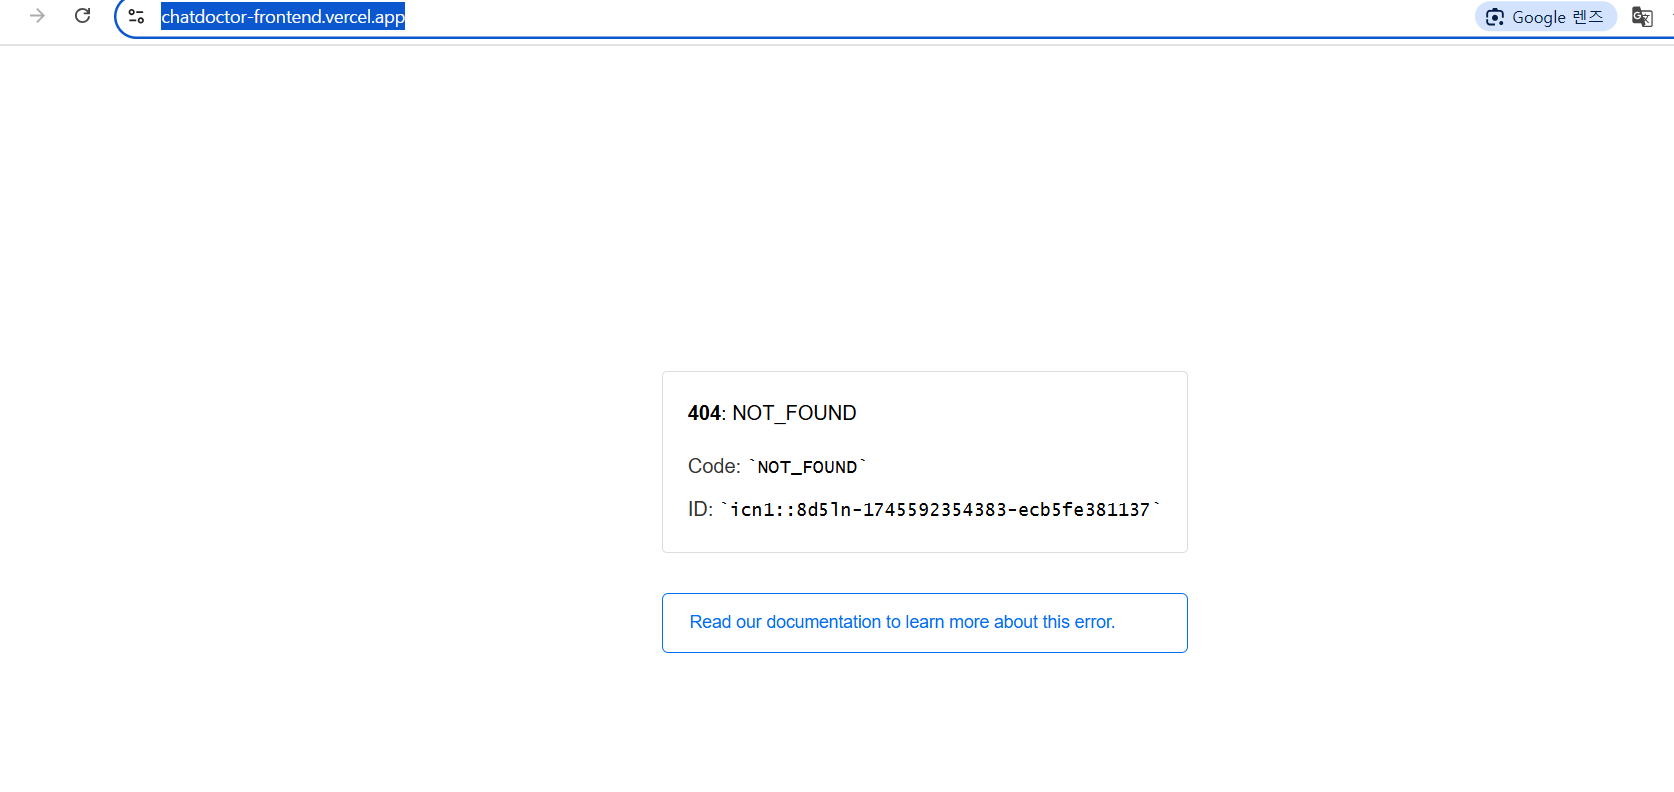 chatdoctor-frontend.vercel.app
Google 렌즈
404: NOT_FOUND
Code: `NOT_FOUND`
ID: `icn1::8d5ln-1745592354383-ecb5fe381137`
Read our documentation to learn more about this error.